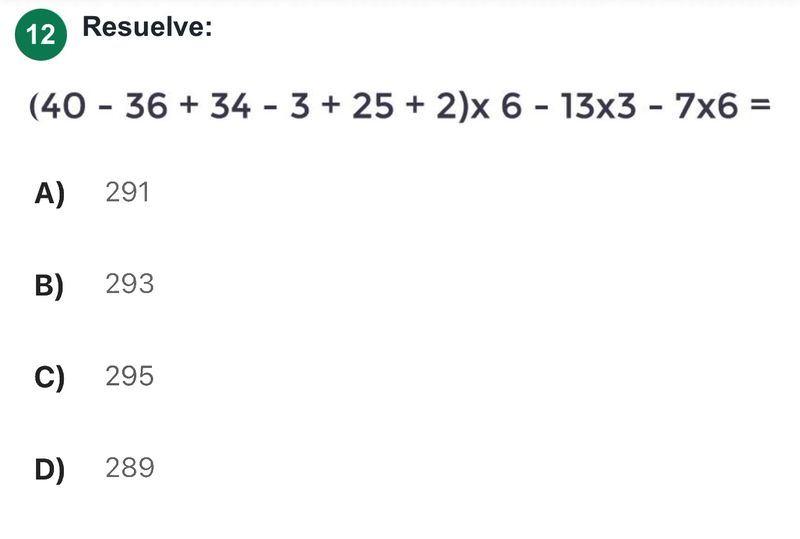 12 Resuelve:
(40 - 36 + 34 - 3 + 25 + 2)x 6 - 13x3 - 7x6 =
A) 291
B) 293
C) 295
D) 289